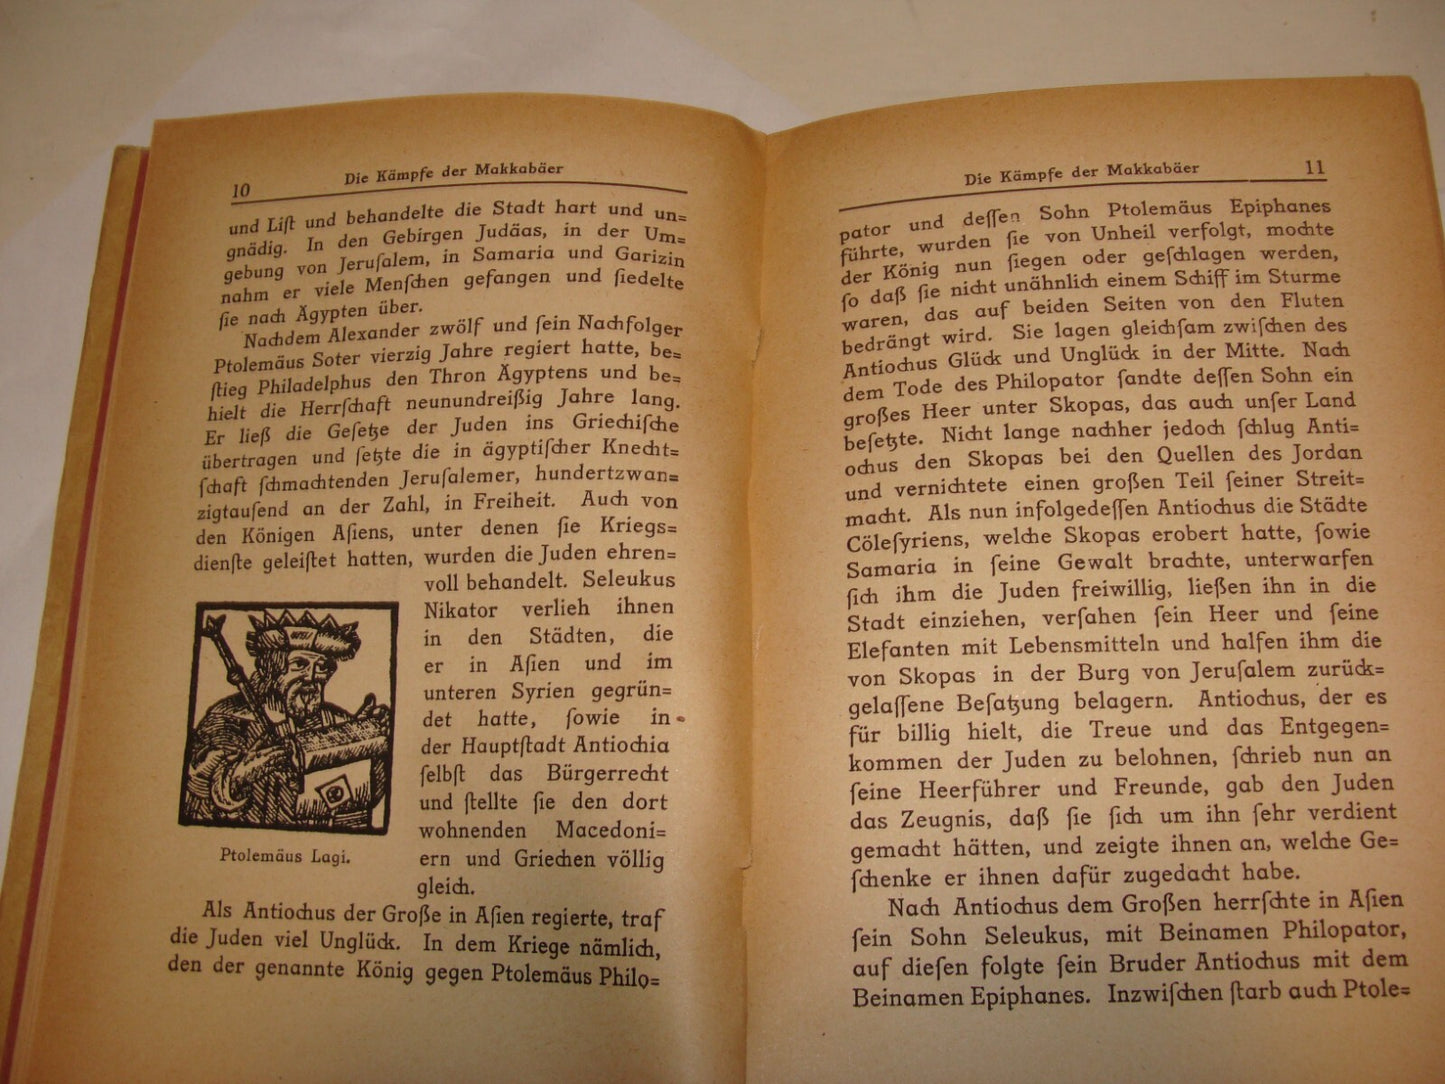 10
Die Kämpfe der Makkabäer
und Liſt und behandelte die Stadt hart und un=
gnädig. In den Gebirgen Judäas, in der Um=
gebung von Jeruſalem, in Samaria und Garizin
nahm er viele Menſchen gefangen und ſiedelte
ſie nach Ägypten über.
Nachdem Alexander zwölf und ſein Nachfolger
Ptolemäus Soter vierzig Jahre regiert hatte, be=
ſtieg Philadelphus den Thron Ägyptens und be=
hielt die Herrſchaft neunundreißig Jahre lang.
Er ließ die Geſetze der Juden ins Griechiſche
übertragen und ſetzte die in ägyptiſcher Knecht=
ſchaft ſchmachtenden Jeruſalemer, hundertzwan=
zigtauſend an der Zahl, in Freiheit. Auch von
den Königen Aſiens, unter denen ſie Kriegs=
dienſte geleiſtet hatten, wurden die Juden ehren=
voll behandelt. Seleukus
Nikator verlieh ihnen
in den Städten, die
er in Aſien und im
unteren Syrien gegrün=
det hatte, ſowie in
der Hauptſtadt Antiochia
ſelbſt das Bürgerrecht
und ſtellte ſie den dort
wohnenden Macedoni=
ern und Griechen völlig
gleich.
Ptolemäus Lagi.
Als Antiochus der Große in Aſien regierte, traf
die Juden viel Unglück. In dem Kriege nämlich,
den der genannte König gegen Ptolemäus Philo=
Die Kämpfe der Makkabäer
11
pator und deſſen Sohn Ptolemäus Epiphanes
führte, wurden ſie von Unheil verfolgt, mochte
der König nun ſiegen oder geſchlagen werden,
ſo daß ſie nicht unähnlich einem Schiff im Sturme
waren, das auf beiden Seiten von den Fluten
bedrängt wird. Sie lagen gleichſam zwiſchen des
Antiochus Glück und Unglück in der Mitte. Nach
dem Tode des Philopator ſandte deſſen Sohn ein
großes Heer unter Skopas, das auch unſer Land
beſetzte. Nicht lange nachher jedoch ſchlug Anti=
ochus den Skopas bei den Quellen des Jordan
und vernichtete einen großen Teil ſeiner Streit=
macht. Als nun infolgedeſſen Antiochus die Städte
Cöleſyriens, welche Skopas erobert hatte, ſowie
Samaria in ſeine Gewalt brachte, unterwarfen
ſich ihm die Juden freiwillig, ließen ihn in die
Stadt einziehen, verſahen ſein Heer und ſeine
Elefanten mit Lebensmitteln und halfen ihm die
von Skopas in der Burg von Jeruſalem zurück=
gelaſſene Beſatzung belagern. Antiochus, der es
für billig hielt, die Treue und das Entgegen=
kommen der Juden zu belohnen, ſchrieb nun an
ſeine Heerführer und Freunde, gab den Juden
das Zeugnis, daß ſie ſich um ihn ſehr verdient
gemacht hätten, und zeigte ihnen an, welche Ge=
ſchenke er ihnen dafür zugedacht habe.
Nach Antiochus dem Großen herrſchte in Aſien
ſein Sohn Seleukus, mit Beinamen Philopator,
auf dieſen folgte ſein Bruder Antiochus mit dem
Beinamen Epiphanes. Inzwiſchen ſtarb auch Ptole=